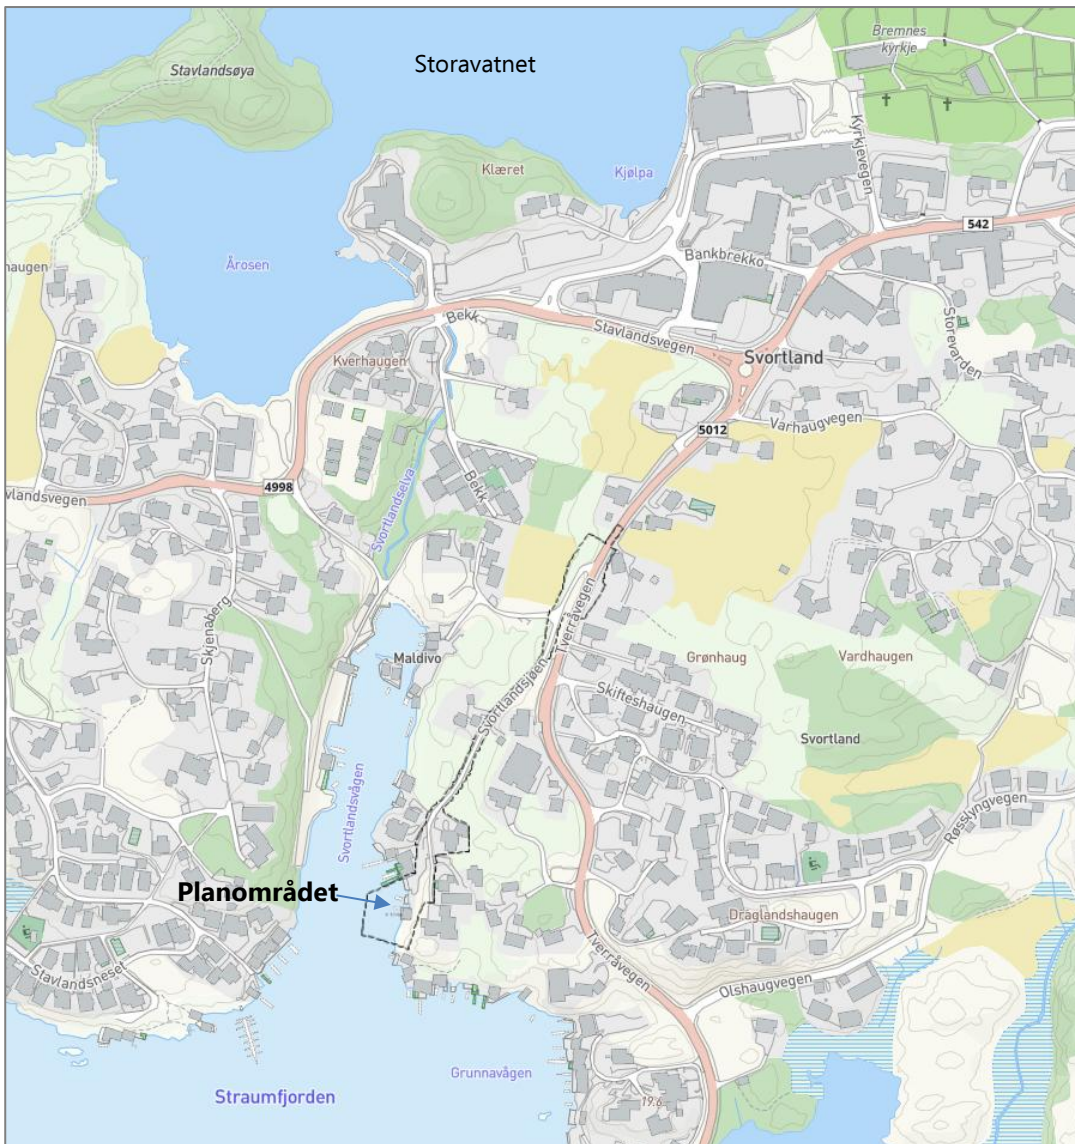 Bremnes
kyrkje
Storavatnet
Stavlandsøya
Kyrkjevegen
Klæret
Kjølpa
542
haugen
Årosen
Bankbrekko
Storevarden
Bekk
Stavlandsvegen
Svortland
Kverhaugen
Varhaugvegen
5012
Bekk
4998
avlandsvegen
Svortlandselva
Tverråvegen
Skjenaberg
Maldivo
Grønhaug
Vardhaugen
Svortlandsjøen
Skifteshaugen
Svortland
Svortlandsvågen
Røsslyngvegen
Planområdet
Dräglandshaugen
Stavlandsneset
Tverråvegen
Olshaugvegen
Grunnavågen
Straumfjorden
19.6